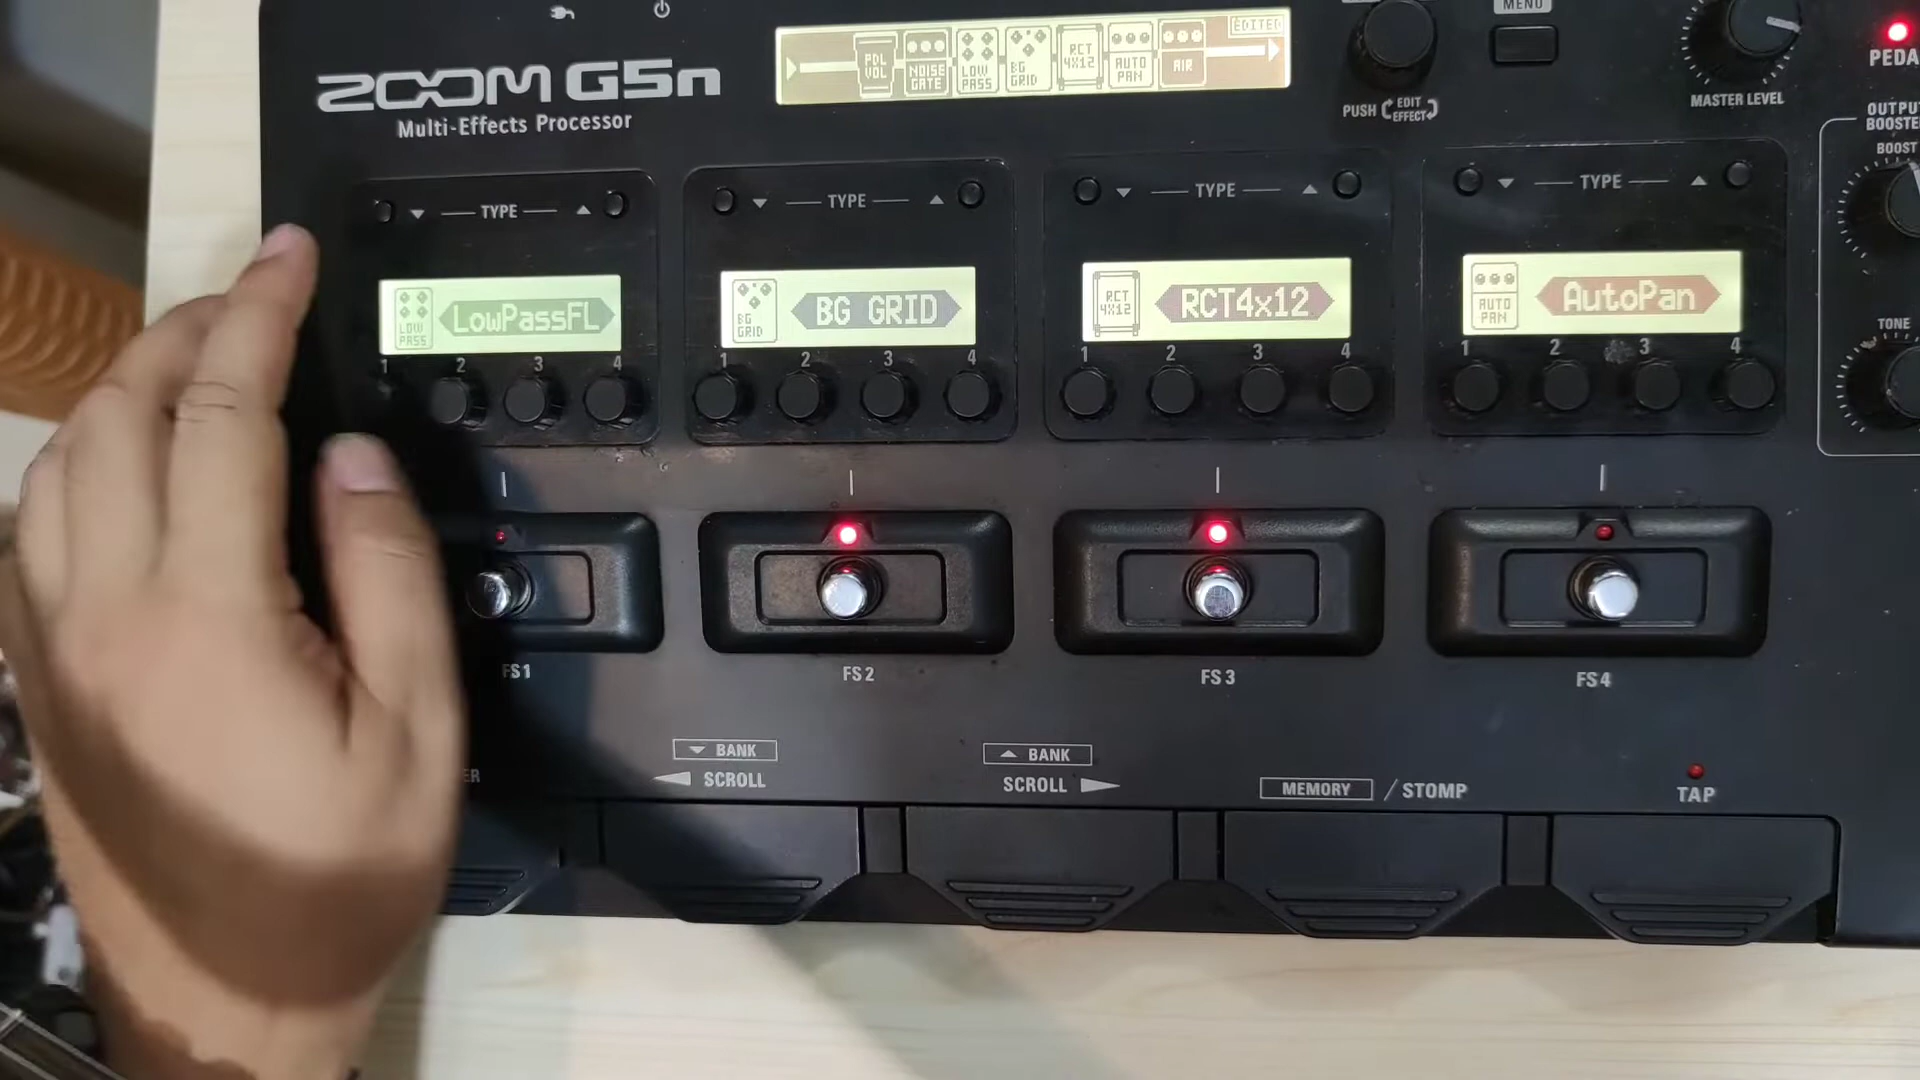 MENU
EDITED
PDL VOL
NOISE GATE
LOW PASS
BG GRID
RCT 4X12
AUTO PAN
AIR
ZOOM G5n
Multi-Effects Processor
PUSH EDIT EFFECT
MASTER LEVEL
PEDA
OUTPU
BOOSTE
BOOST
TYPE TYPE TYPE TYPE
LOW PASS LowPassFL
BG GRID BG GRID
RCT 4X12 RCT4x12
AUTO PAN AutoPan
TONE
1 2 3 4 1 2 3 4 1 2 3 4 1 2 3 4
FS1 FS2 FS3 FS4
ER
BANK
SCROLL
BANK
SCROLL
MEMORY / STOMP
TAP